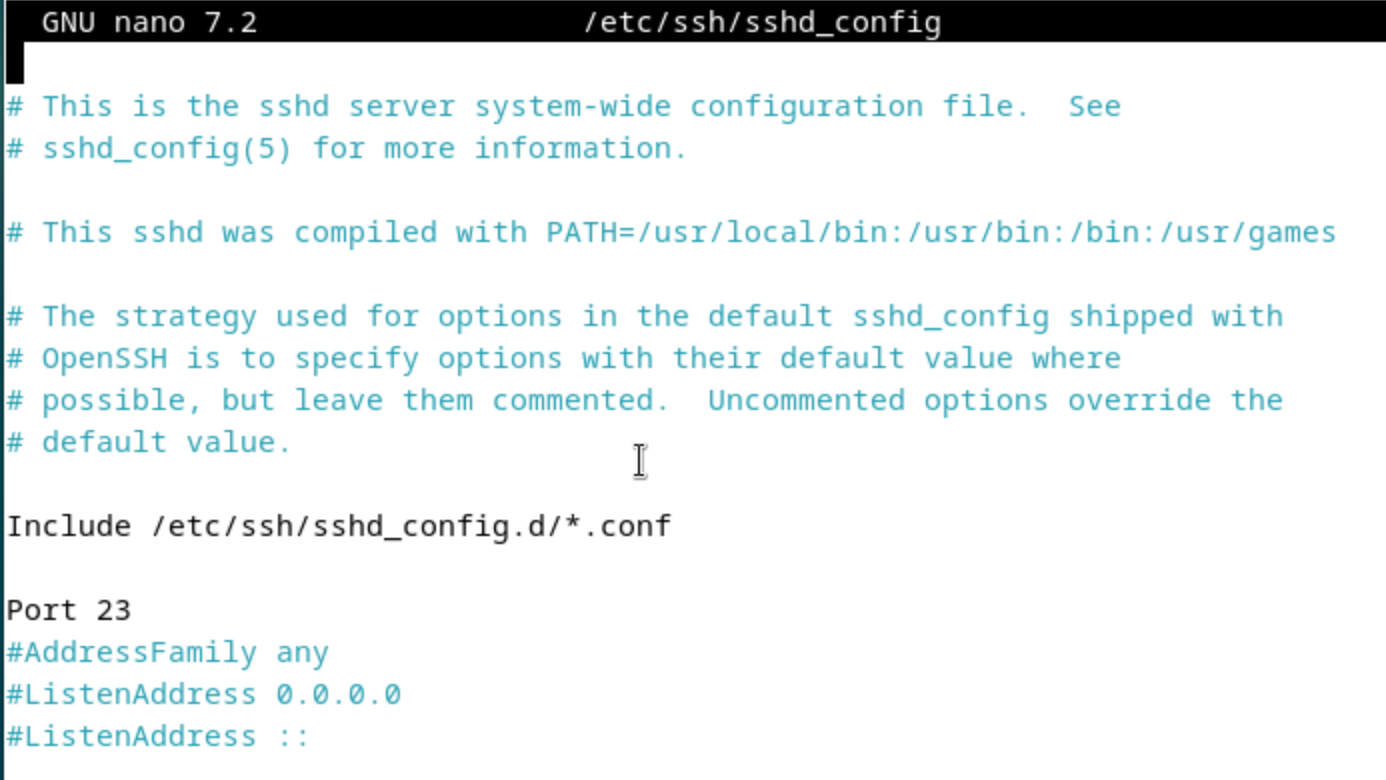 GNU nano 7.2 /etc/ssh/sshd_config
# This is the sshd server system-wide configuration file.  See
# sshd_config(5) for more information.
# This sshd was compiled with PATH=/usr/local/bin:/usr/bin:/bin:/usr/games
# The strategy used for options in the default sshd_config shipped with
# OpenSSH is to specify options with their default value where
# possible, but leave them commented.  Uncommented options override the
# default value.
Include /etc/ssh/sshd_config.d/*.conf
Port 23
#AddressFamily any
#ListenAddress 0.0.0.0
#ListenAddress ::